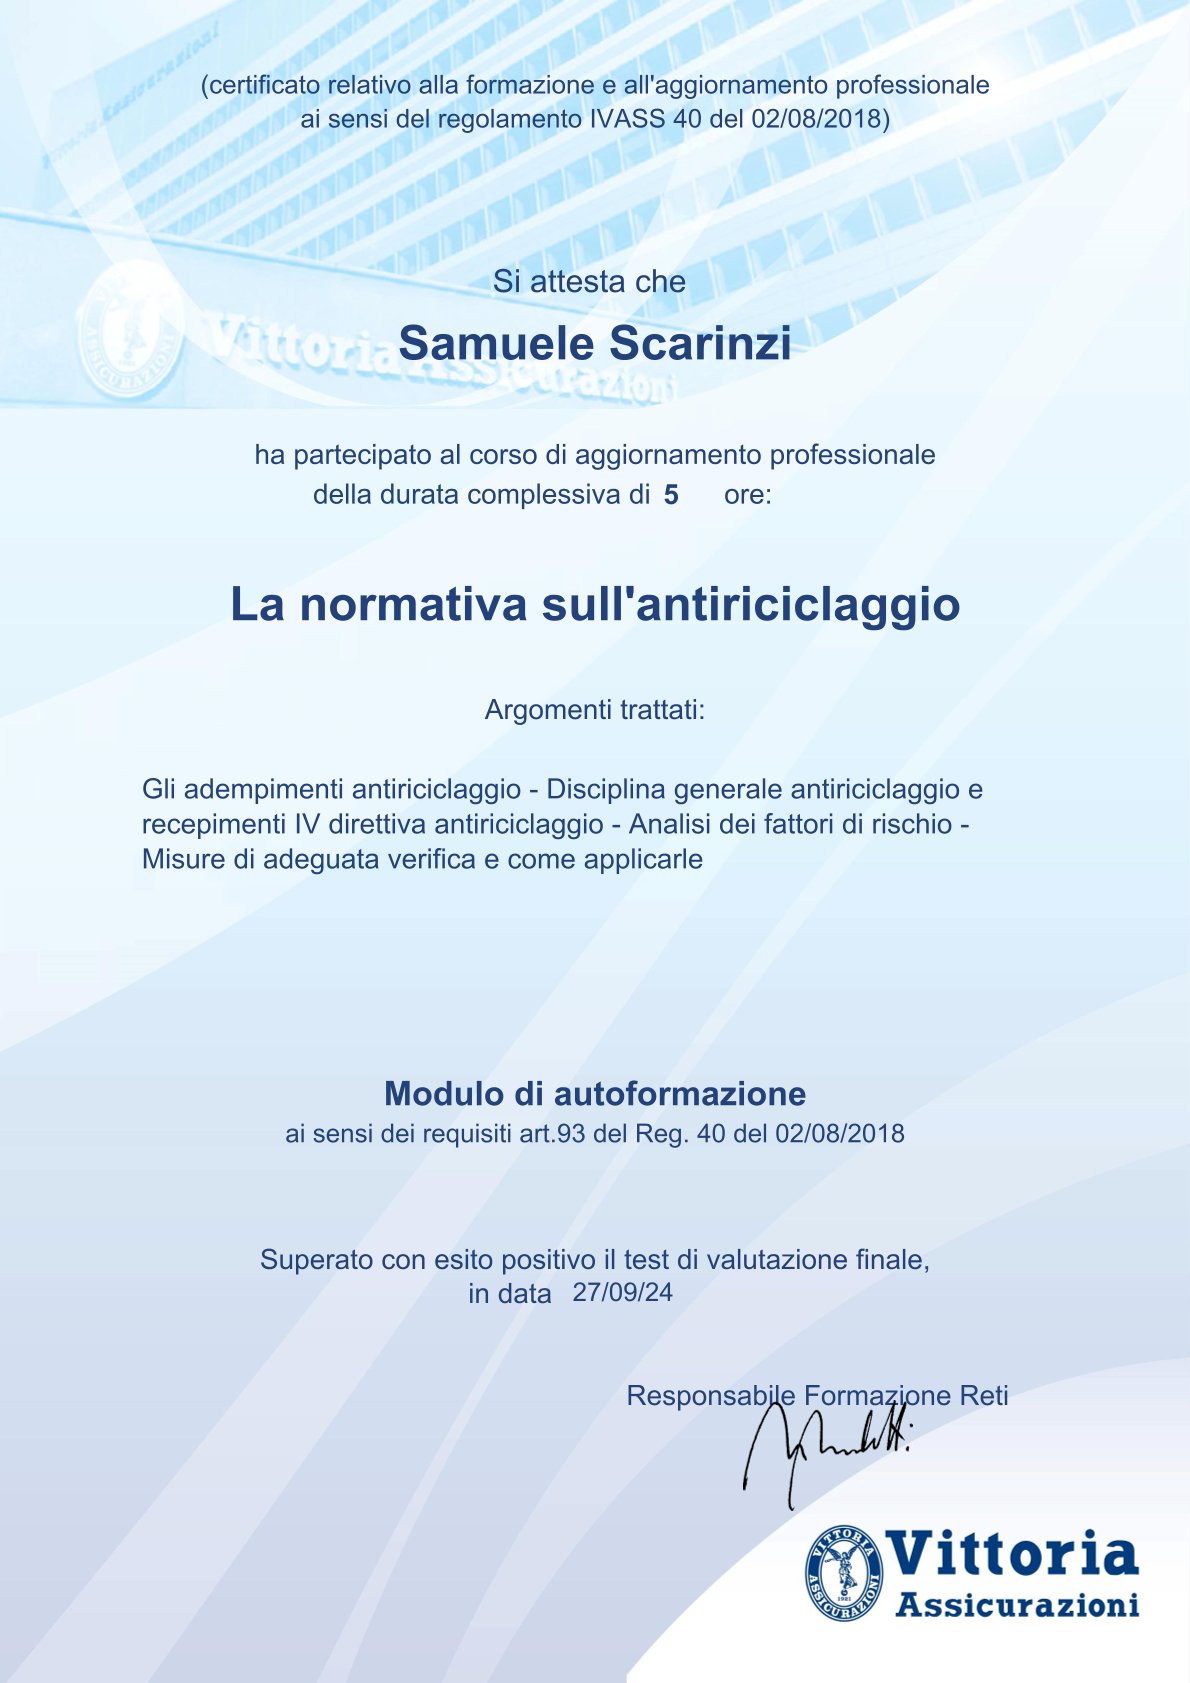 (certificato relativo alla formazione e all'aggiornamento professionale
ai sensi del regolamento IVASS 40 del 02/08/2018)
Si attesta che
Samuele Scarinzi
Vittoria Assicurazioni
ha partecipato al corso di aggiornamento professionale
della durata complessiva di 5 ore:
La normativa sull'antiriciclaggio
Argomenti trattati:
Gli adempimenti antiriciclaggio - Disciplina generale antiriciclaggio e
recepimenti IV direttiva antiriciclaggio - Analisi dei fattori di rischio -
Misure di adeguata verifica e come applicarle
Modulo di autoformazione
ai sensi dei requisiti art.93 del Reg. 40 del 02/08/2018
Superato con esito positivo il test di valutazione finale,
in data 27/09/24
Responsabile Formazione Reti
VITTORIA
ASSICURAZIONI
1921
Vittoria
Assicurazioni